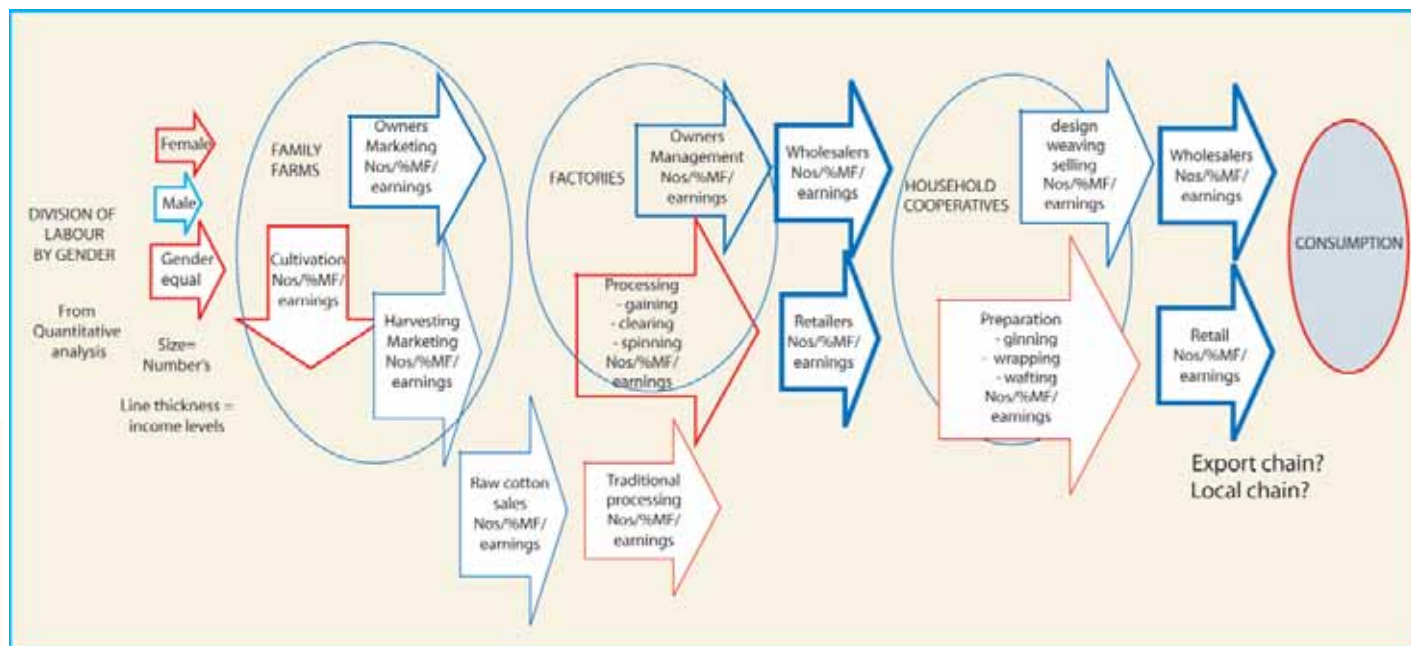 DIVISION OF
LABOUR
BY GENDER
From
Quantitative
analysis
Female
Male
Gender
equal
Size=
Number's
Line thickness =
income levels
FAMILY
FARMS
Owners
Marketing
Nos/%MF/
earnings
Cultivation
Nos/%MF/
earnings
Harvesting
Marketing
Nos/%MF/
earnings
Raw cotton
sales
Nos/%MF/
earnings
FACTORIES
Owners
Management
Nos/%MF/
earnings
Processing
- gaining
- clearing
- spinning
Nos/%MF/
earnings
Traditional
processing
Nos/%MF/
earnings
Wholesalers
Nos/%MF/
earnings
Retailers
Nos/%MF/
earnings
HOUSEHOLD
COOPERATIVES
design
weaving
selling
Nos/%MF/
earnings
Preparation
- ginning
- wrapping
- wafting
Nos/%MF/
earnings
Wholesalers
Nos/%MF/
earnings
Retail
Nos/%MF/
earnings
Export chain?
Local chain?
CONSUMPTION